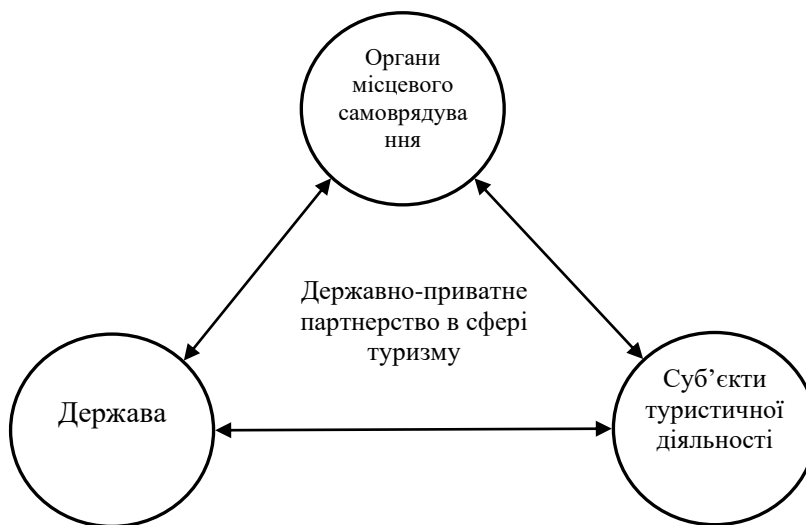 Органи
місцевого
самоврядува
ння
Державно-приватне
партнерство в сфері
туризму
Держава
Суб’єкти
туристичної
діяльності